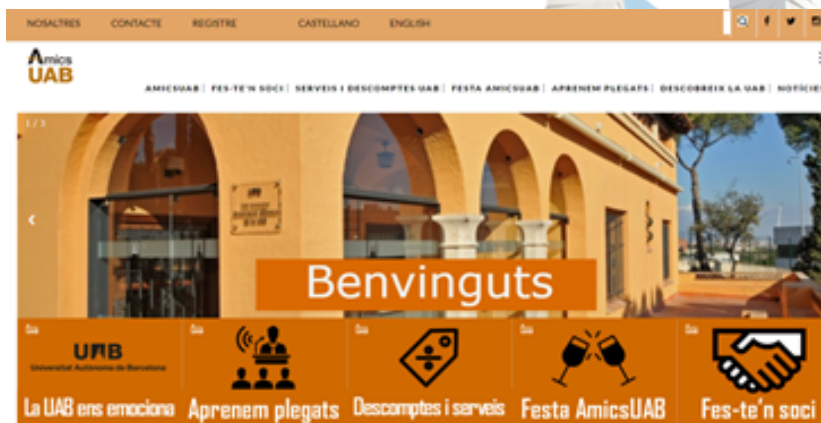 NOSALTRES CONTACTE REGISTRE CASTELLANO ENGLISH
Amics
UAB
AMICSUAB | FES-TE'N SOCI | SERVEIS I DESCOMPTES UAB | FESTA AMICSUAB | APRENEM PLEGATS | DESCOBREIX LA UAB | NOTÍCIES
1 / 3
Benvinguts
UAB
Universitat Autònoma de Barcelona
La UAB ens emociona Aprenem plegats Descomptes i serveis Festa AmicsUAB Fes-te'n soci